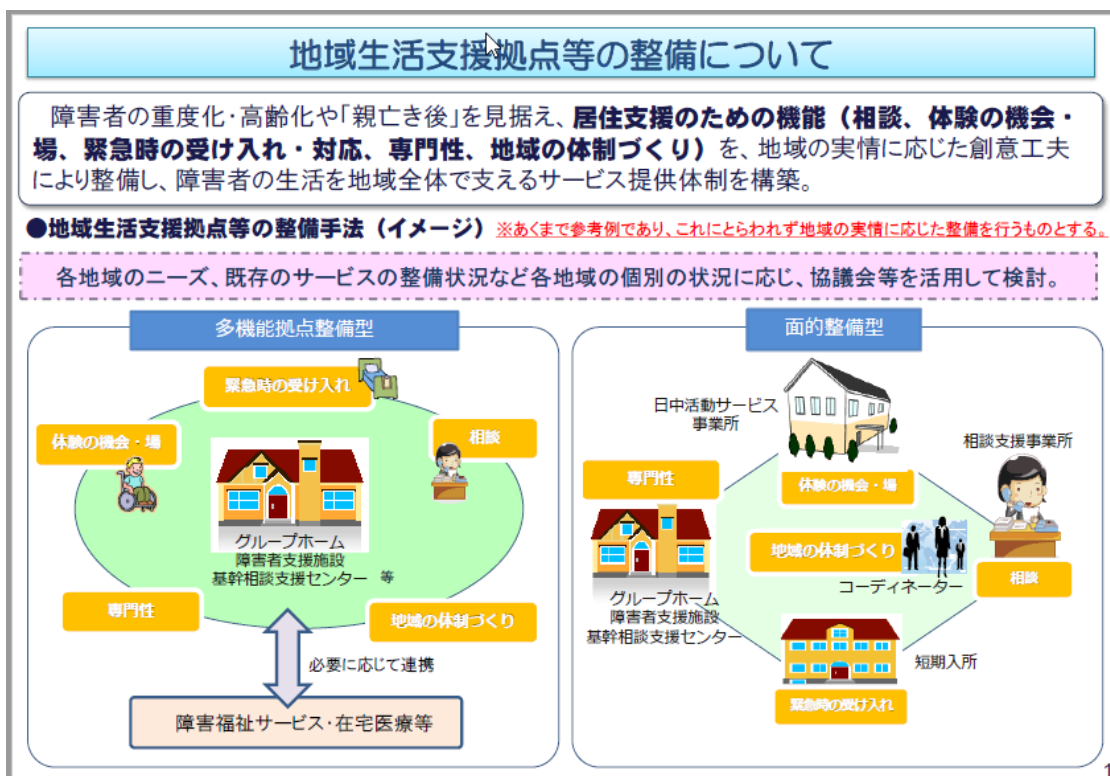 地域生活支援拠点等の整備について
障害者の重度化・高齢化や「親亡き後」を見据え、居住支援のための機能（相談、体験の機会・
場、緊急時の受け入れ・対応、専門性、地域の体制づくり）を、地域の実情に応じた創意工夫
により整備し、障害者の生活を地域全体で支えるサービス提供体制を構築。
●地域生活支援拠点等の整備手法（イメージ）※あくまで参考例であり、これにとらわれず地域の実情に応じた整備を行うものとする。
各地域のニーズ、既存のサービスの整備状況など各地域の個別の状況に応じ、協議会等を活用して検討。
多機能拠点整備型
緊急時の受け入れ
体験の機会・場
相談
グループホーム
障害者支援施設
基幹相談支援センター 等
専門性
地域の体制づくり
必要に応じて連携
障害福祉サービス・在宅医療等
面的整備型
日中活動サービス
事業所
相談支援事業所
専門性
体験の機会・場
地域の体制づくり
コーディネーター
相談
グループホーム
障害者支援施設
基幹相談支援センター
短期入所
緊急時の受け入れ
1